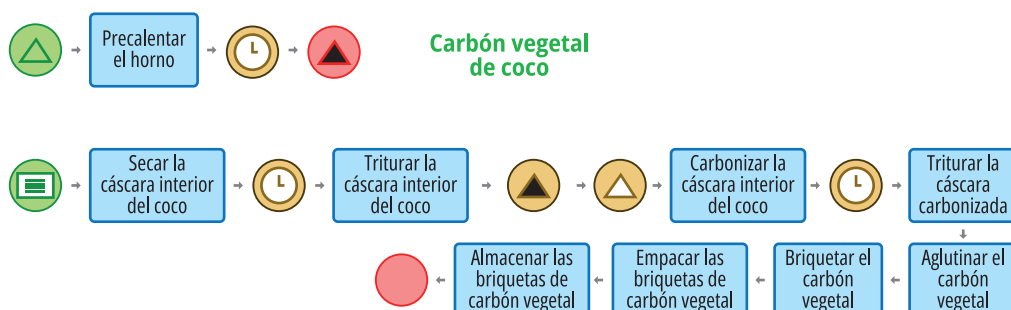 Precalentar
el horno
Carbón vegetal
de coco
Secar la
cáscara interior
del coco
Triturar la
cáscara interior
del coco
Carbonizar la
cáscara interior
del coco
Triturar la
cáscara
carbonizada
Almacenar las
briquetas de
carbón vegetal
Empacar las
briquetas de
carbón vegetal
Briquetar el
carbón
vegetal
Aglutinar el
carbón
vegetal